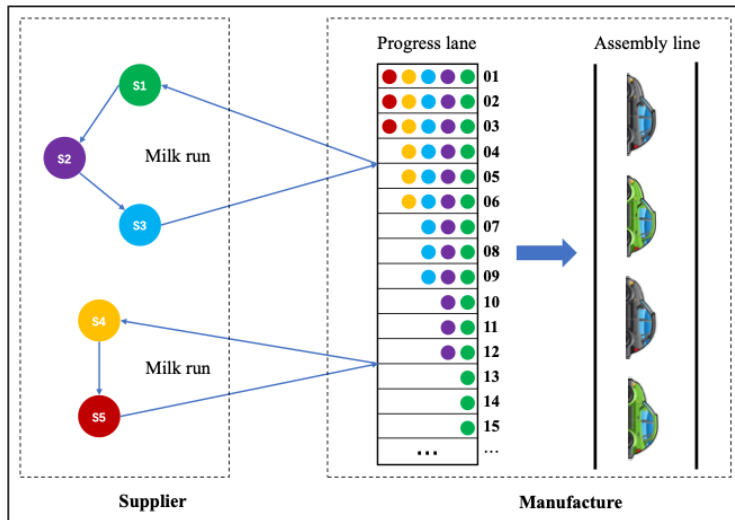 Progress lane
Assembly line
S1
S2
Milk run
S3
S4
Milk run
S5
01
02
03
04
05
06
07
08
09
10
11
12
13
14
15
...
...
Supplier
Manufacture